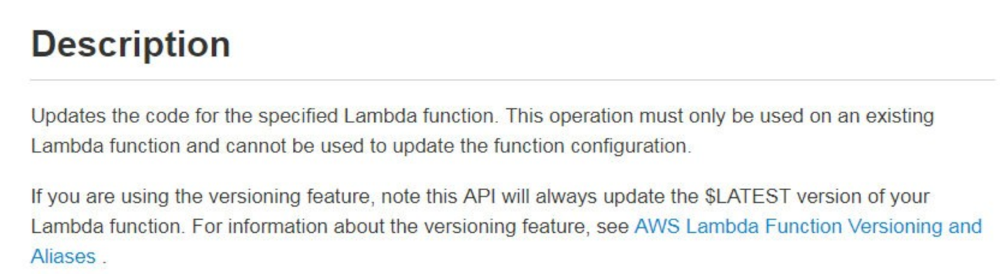 Description
Updates the code for the specified Lambda function. This operation must only be used on an existing
Lambda function and cannot be used to update the function configuration.
If you are using the versioning feature, note this API will always update the $LATEST version of your
Lambda function. For information about the versioning feature, see AWS Lambda Function Versioning and
Aliases .